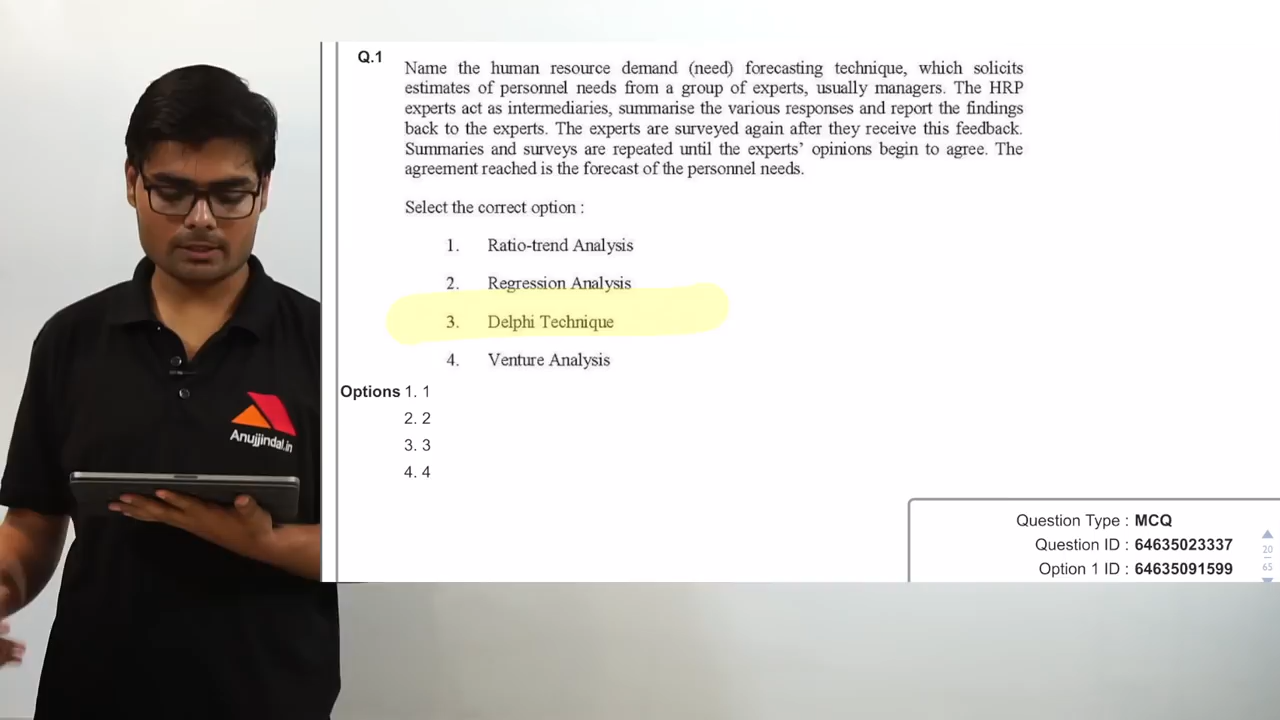 Q.1
Name the human resource demand (need) forecasting technique, which solicits
estimates of personnel needs from a group of experts, usually managers. The HRP
experts act as intermediaries, summarise the various responses and report the findings
back to the experts. The experts are surveyed again after they receive this feedback.
Summaries and surveys are repeated until the experts' opinions begin to agree. The
agreement reached is the forecast of the personnel needs.
Select the correct option :
1. Ratio-trend Analysis
2. Regression Analysis
3. Delphi Technique
4. Venture Analysis
Options 1. 1
2. 2
3. 3
4. 4
Anujjindal.in
Question Type : MCQ
Question ID : 64635023337
Option 1 ID : 64635091599
20
65